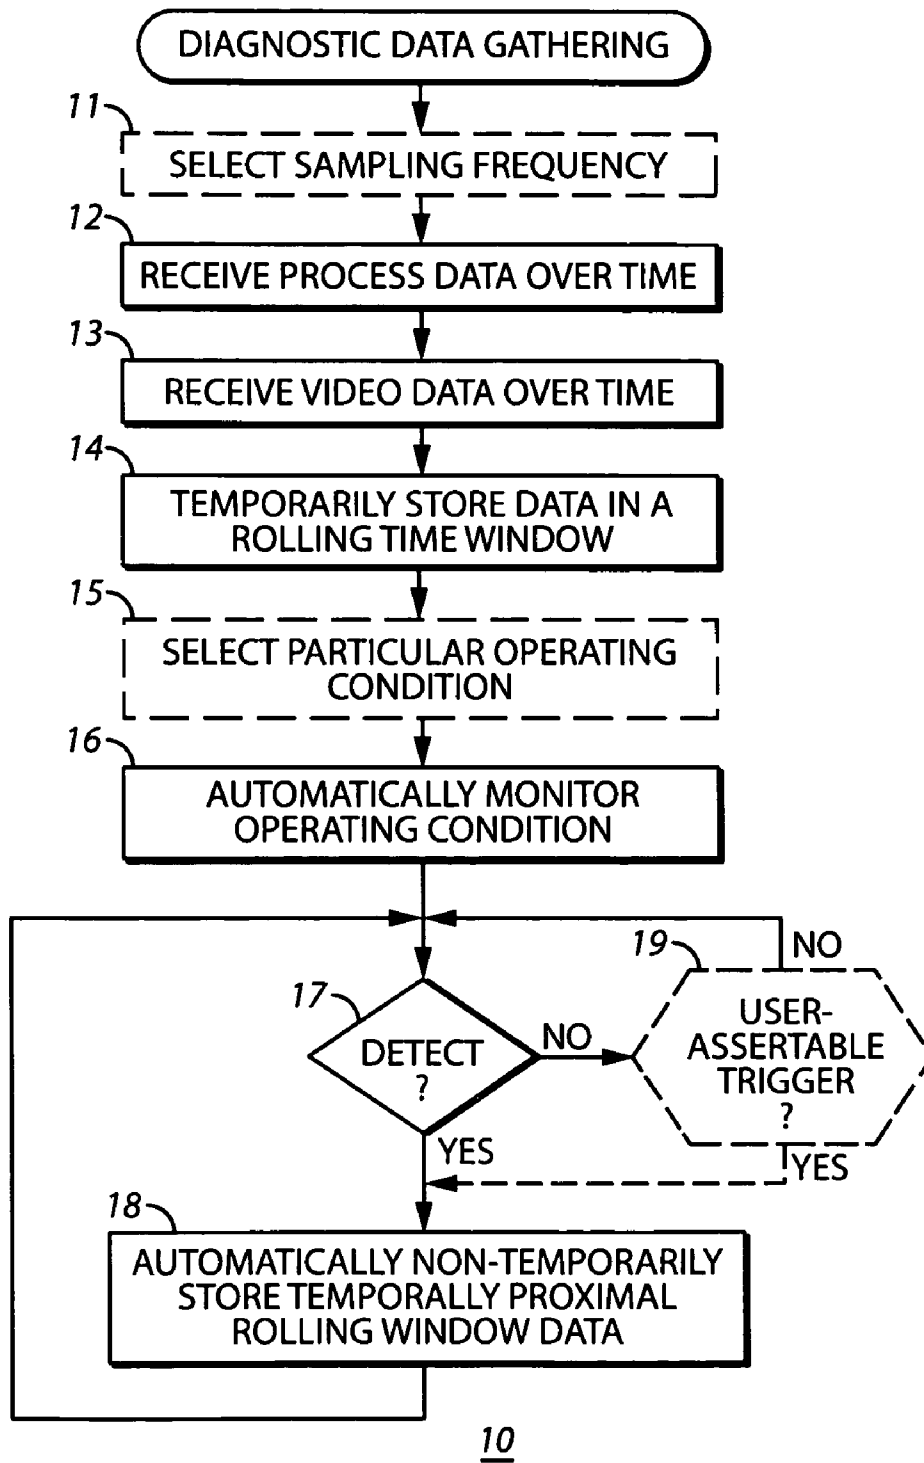 DIAGNOSTIC DATA GATHERING
11
SELECT SAMPLING FREQUENCY
12
RECEIVE PROCESS DATA OVER TIME
13
RECEIVE VIDEO DATA OVER TIME
14
TEMPORARILY STORE DATA IN A
ROLLING TIME WINDOW
15
SELECT PARTICULAR OPERATING
CONDITION
16
AUTOMATICALLY MONITOR
OPERATING CONDITION
17
DETECT
?
NO
YES
19
NO
USER-
ASSERTABLE
TRIGGER
?
YES
18
AUTOMATICALLY NON-TEMPORARILY
STORE TEMPORALLY PROXIMAL
ROLLING WINDOW DATA
10